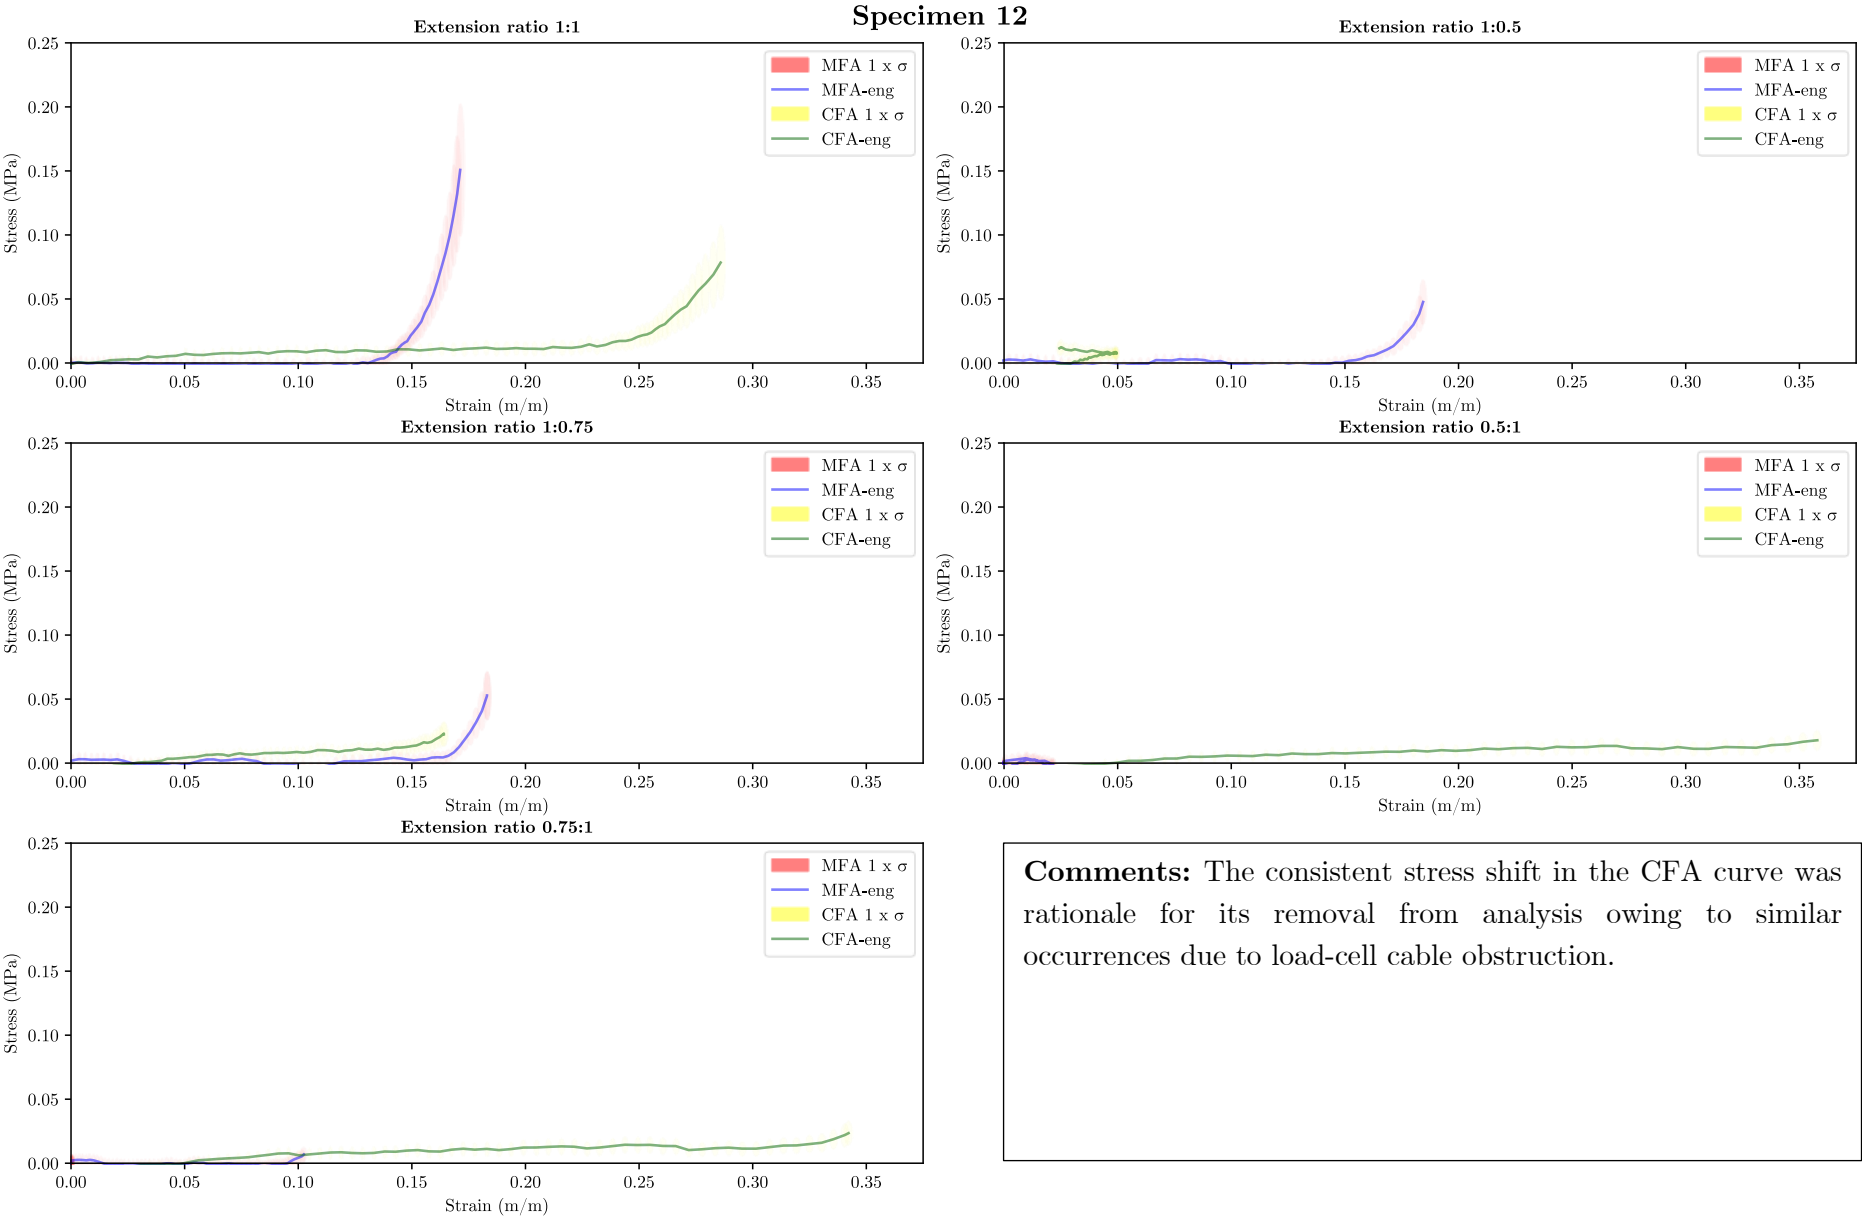 Specimen 12
Extension ratio 1:1
0.25
0.20
0.15
0.10
0.05
0.00
Stress (MPa)
0.00 0.05 0.10 0.15 0.20 0.25 0.30 0.35
Strain (m/m)
MFA 1 x σ
MFA-eng
CFA 1 x σ
CFA-eng
Extension ratio 1:0.5
0.25
0.20
0.15
0.10
0.05
0.00
Stress (MPa)
0.00 0.05 0.10 0.15 0.20 0.25 0.30 0.35
Strain (m/m)
MFA 1 x σ
MFA-eng
CFA 1 x σ
CFA-eng
Extension ratio 1:0.75
0.25
0.20
0.15
0.10
0.05
0.00
Stress (MPa)
0.00 0.05 0.10 0.15 0.20 0.25 0.30 0.35
Strain (m/m)
MFA 1 x σ
MFA-eng
CFA 1 x σ
CFA-eng
Extension ratio 0.5:1
0.25
0.20
0.15
0.10
0.05
0.00
Stress (MPa)
0.00 0.05 0.10 0.15 0.20 0.25 0.30 0.35
Strain (m/m)
MFA 1 x σ
MFA-eng
CFA 1 x σ
CFA-eng
Extension ratio 0.75:1
0.25
0.20
0.15
0.10
0.05
0.00
Stress (MPa)
0.00 0.05 0.10 0.15 0.20 0.25 0.30 0.35
Strain (m/m)
MFA 1 x σ
MFA-eng
CFA 1 x σ
CFA-eng
Comments: The consistent stress shift in the CFA curve was
rationale for its removal from analysis owing to similar
occurrences due to load-cell cable obstruction.